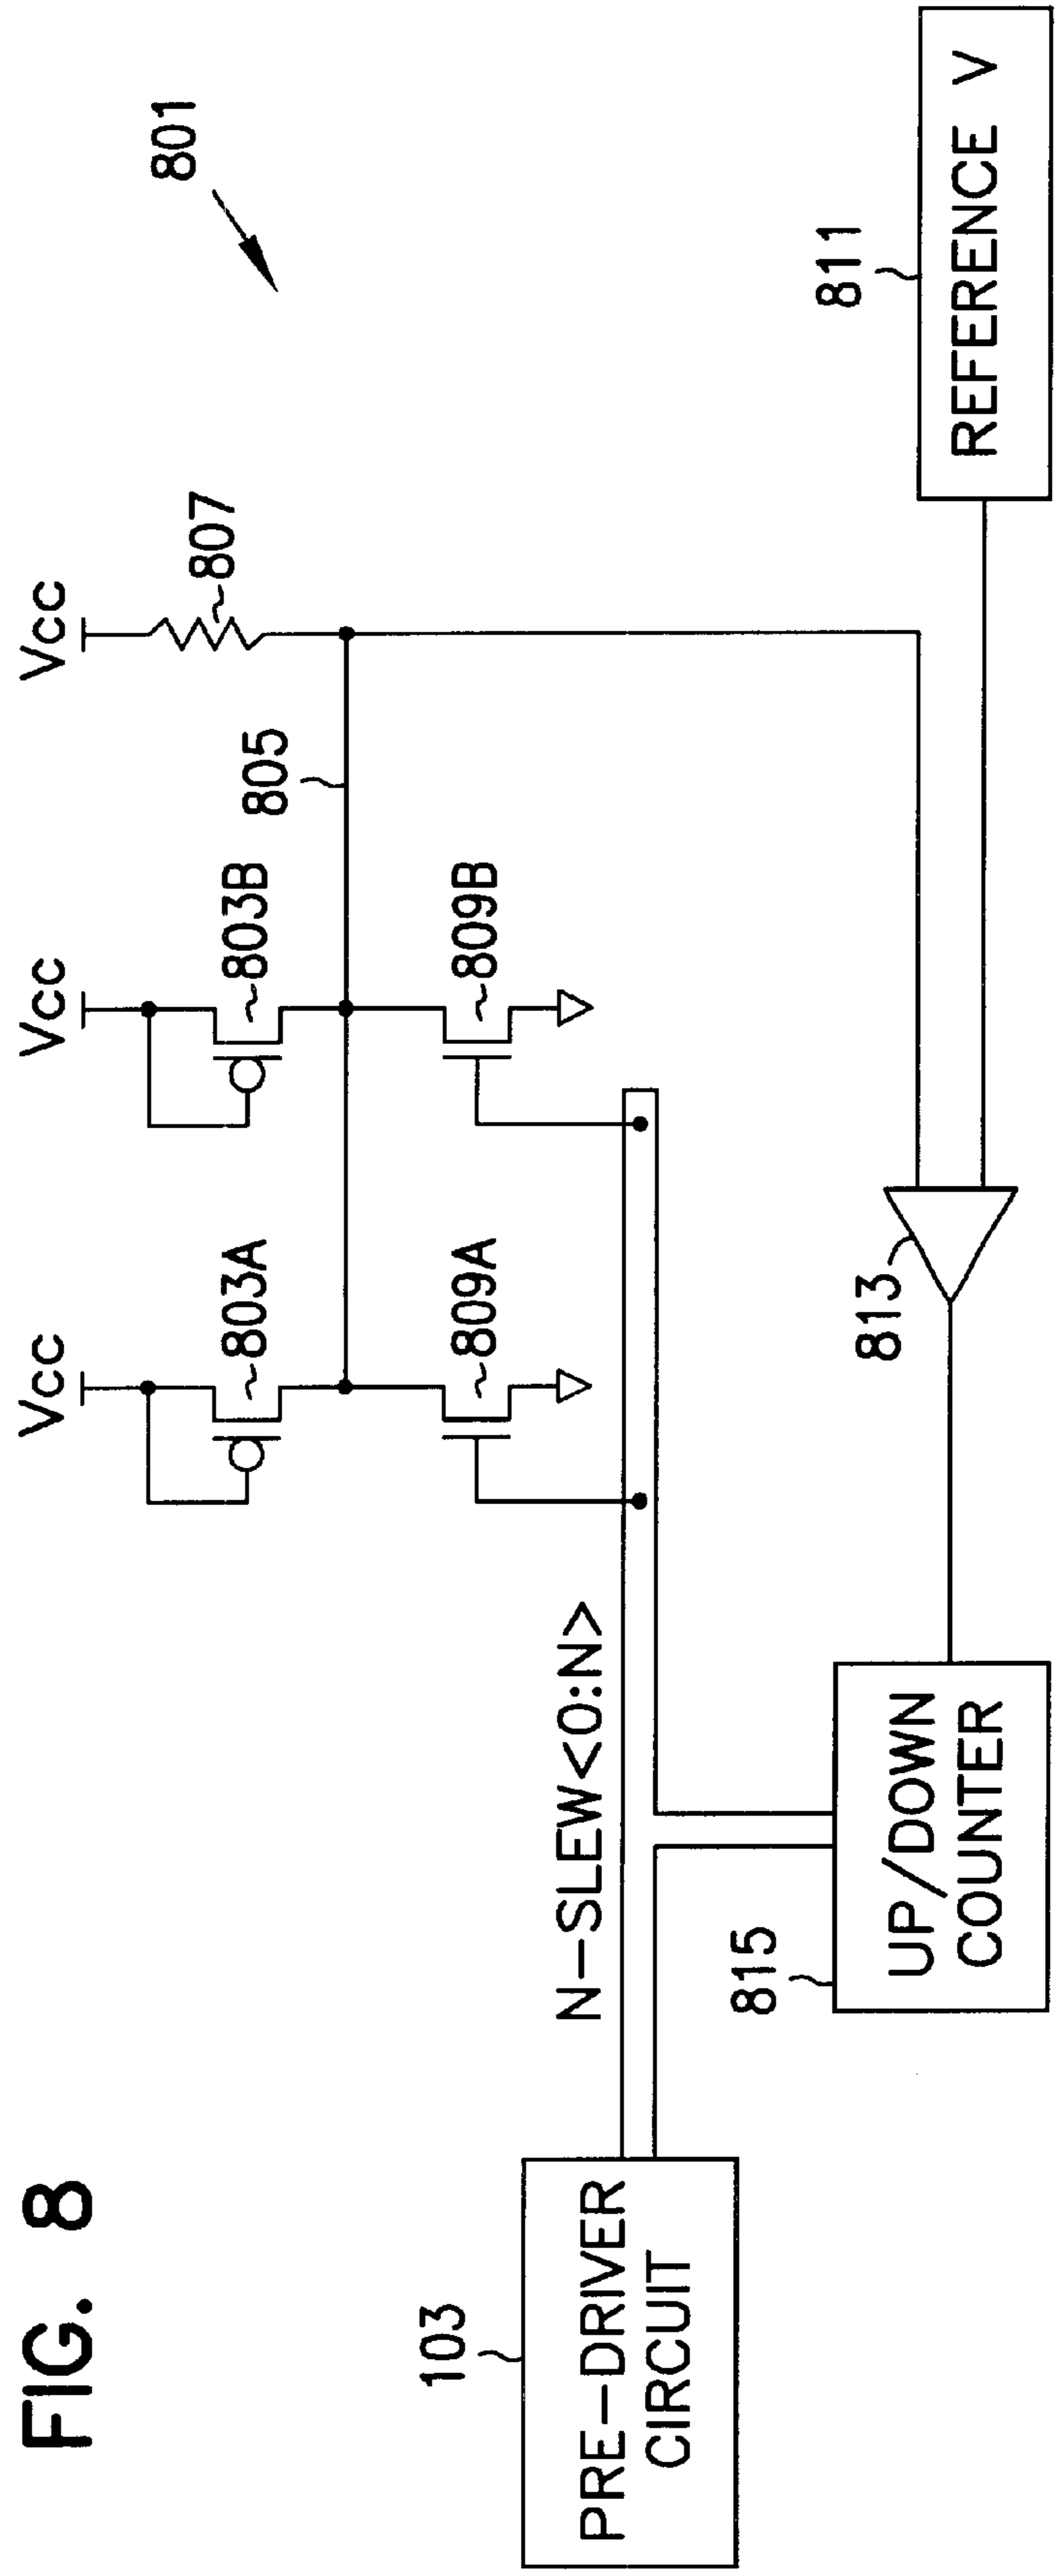 FIG. 8
801
Vcc
Vcc
Vcc
803A
803B
807
805
809A
809B
N-SLEW<0:N>
103
PRE-DRIVER
CIRCUIT
815
UP/DOWN
COUNTER
813
811
REFERENCE V